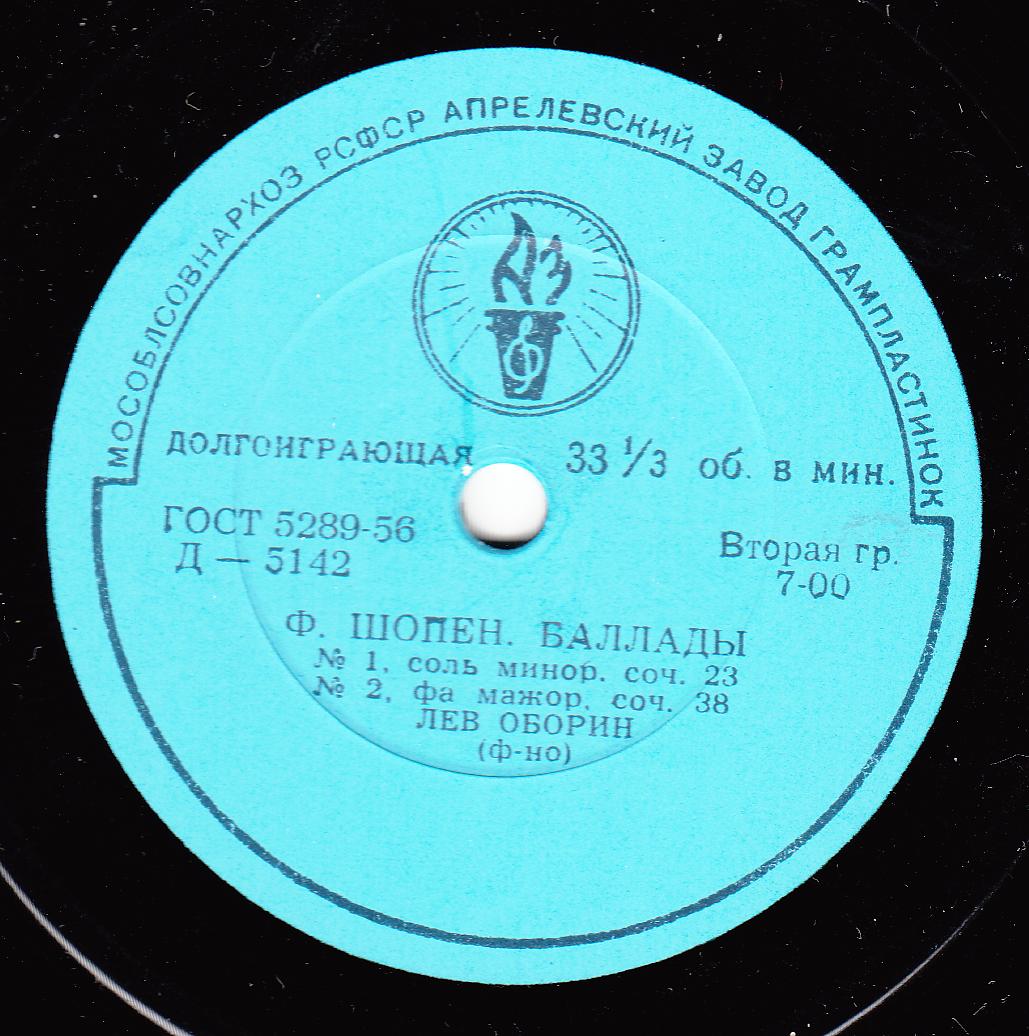 МОСОБЛСОВНАРХОЗ РСФСР АПРЕЛЕВСКИЙ ЗАВОД ГРАМПЛАСТИНОК
АЗ
ДОЛГОИГРАЮЩАЯ 33 1/3 об. в мин.
ГОСТ 5289-56
Д — 5142
Вторая гр.
7-00
Ф. ШОПЕН. БАЛЛАДЫ
№ 1, соль минор. соч. 23
№ 2, фа мажор, соч. 38
ЛЕВ ОБОРИН
(ф-но)